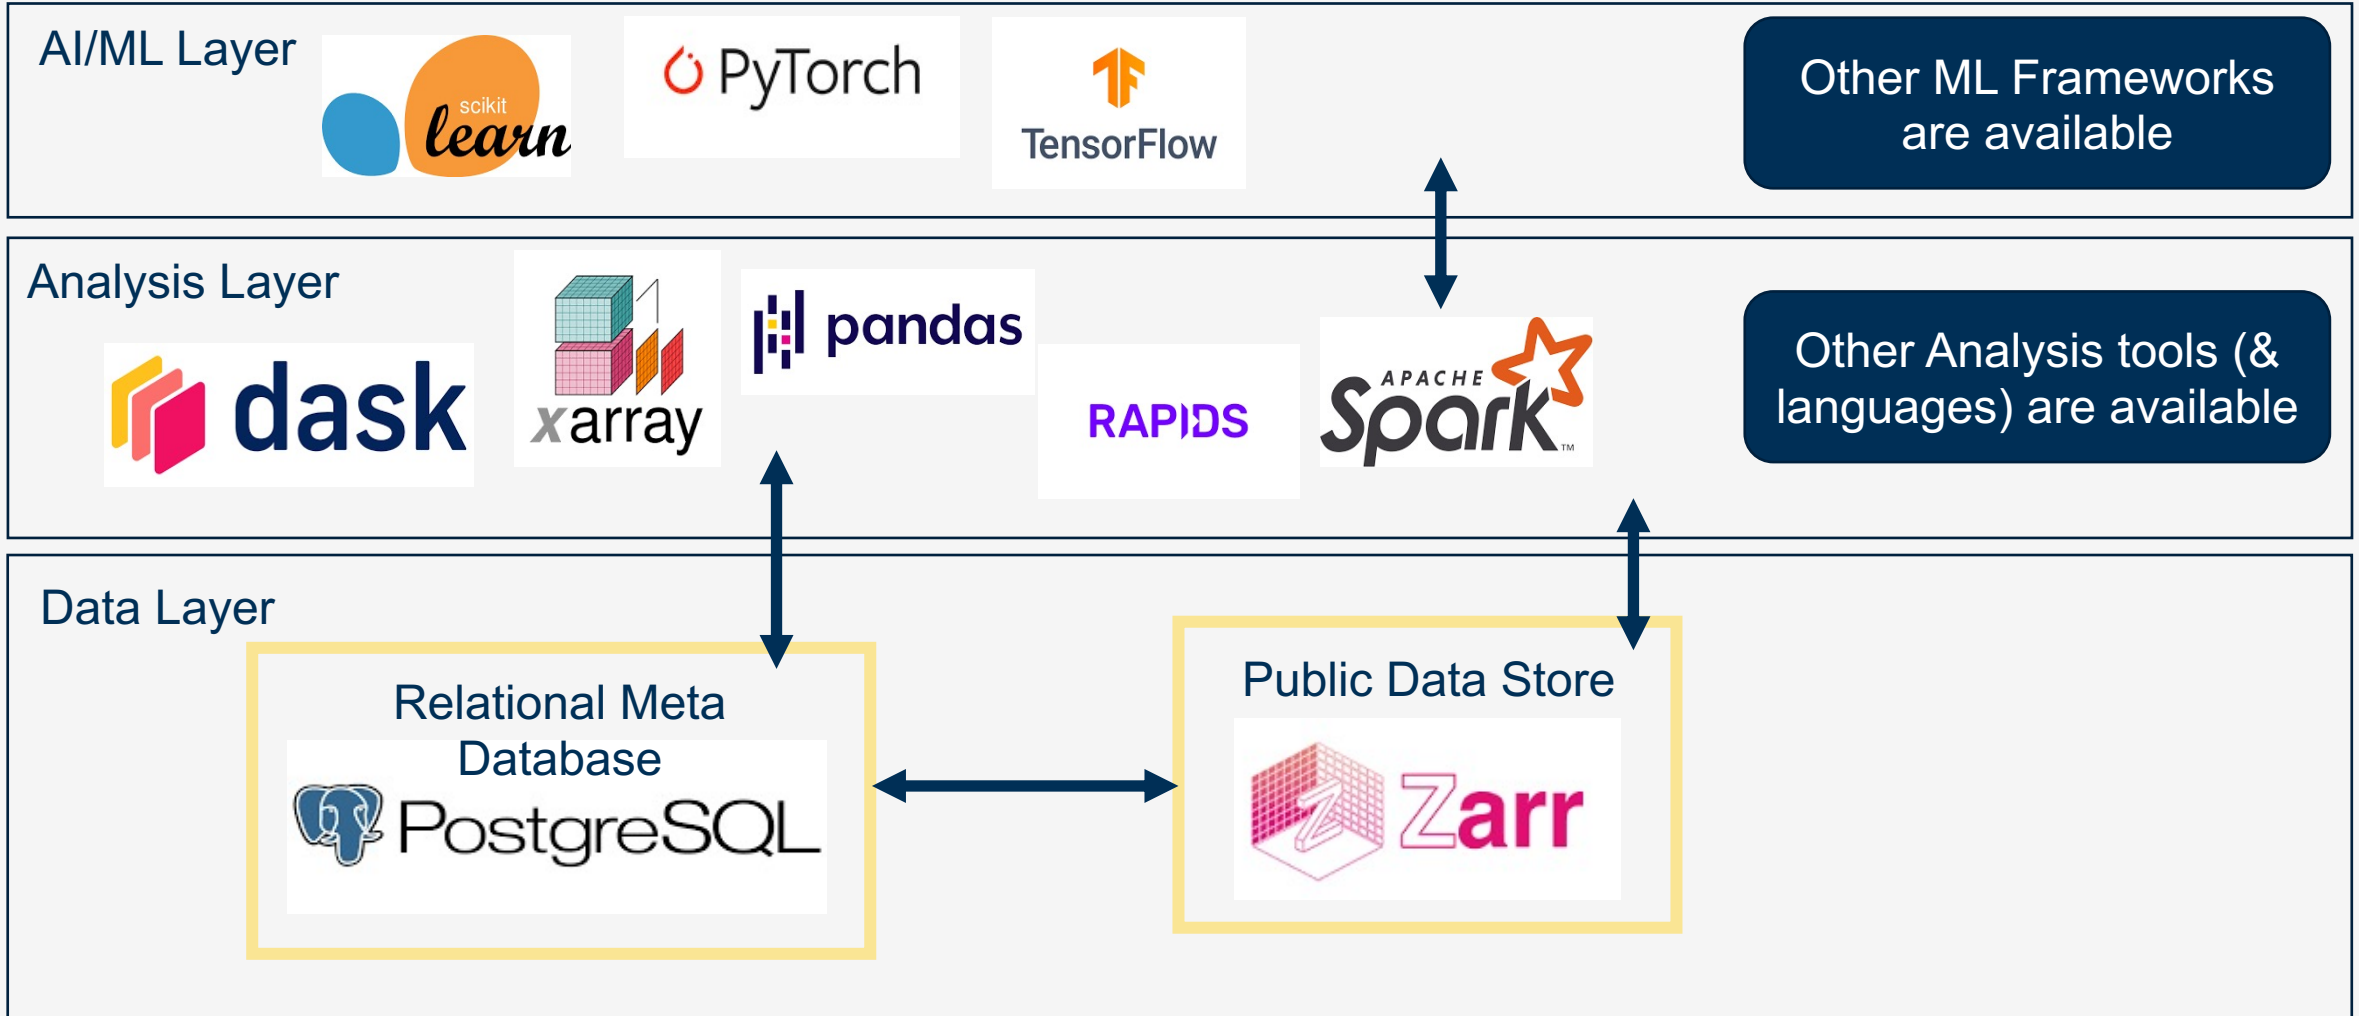 AI/ML Layer
scikit
learn
PyTorch
TensorFlow
Other ML Frameworks
are available
Analysis Layer
dask
xarray
pandas
RAPIDS
APACHE
Spark™
Other Analysis tools (&
languages) are available
Data Layer
Relational Meta
Database
PostgreSQL
Public Data Store
Zarr